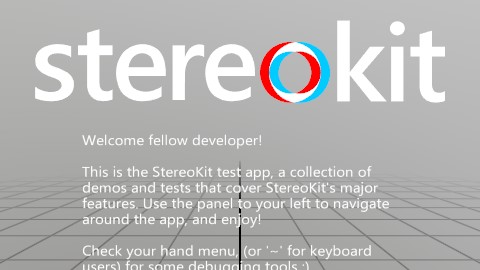 stereokit
Welcome fellow developer!
This is the StereoKit test app, a collection of
demos and tests that cover StereoKit's major
features. Use the panel to your left to navigate
around the app, and enjoy!
Check your hand menu, (or '~' for keyboard
users) for some debugging tools :)